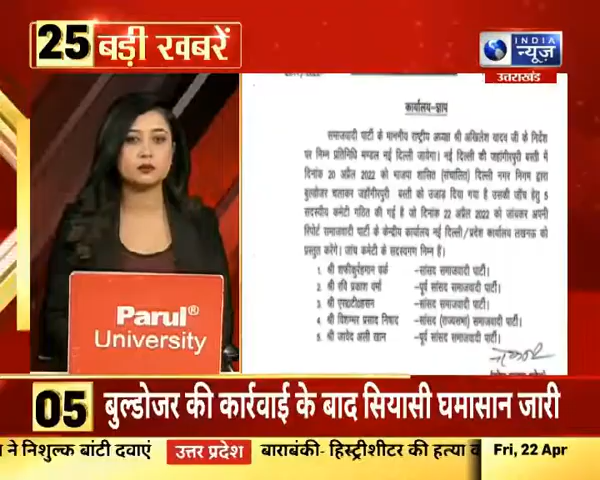 25 बड़ी खबरें
INDIA
न्यूज़
उत्तराखंड
कार्यालय-ज्ञाप
समाजवादी पार्टी के माननीय राष्ट्रीय अध्यक्ष श्री अखिलेश यादव जी के निर्देश
पर निम्न प्रतिनिधि मण्डल नई दिल्ली जायेगा। नई दिल्ली की जहांगीरपुरी बस्ती में
दिनांक 20 अप्रैल 2022 को भाजपा शासित (संचालित) दिल्ली नगर निगम द्वारा
बुल्डोजर चलाकर जहाँगीरपुरी बस्ती को उजाड़ दिया गया है उसकी जाँच हेतु 5
सदस्यीय कमेटी गठित की गई है जो दिनांक 22 अप्रैल 2022 को जांचकर अपनी
रिपोर्ट समाजवादी पार्टी के केन्द्रीय कार्यालय नई दिल्ली/प्रदेश कार्यालय लखनऊ को
प्रस्तुत करेंगे। जांच कमेटी के सदस्यगण निम्न हैं।
1. श्री शफीकुर्रहमान बर्क -सांसद समाजवादी पार्टी।
2. श्री रवि प्रकाश वर्मा -पूर्व सांसद समाजवादी पार्टी।
3. श्री एस०टी०हसन -सांसद समाजवादी पार्टी।
4. श्री विशम्भर प्रसाद निषाद -सांसद (राज्यसभा) समाजवादी पार्टी।
5. श्री जावेद अली खान -पूर्व सांसद समाजवादी पार्टी।
Parul®
University
05 बुल्डोजर की कार्रवाई के बाद सियासी घमासान जारी
ने निशुल्क बांटी दवाएं उत्तर प्रदेश बाराबंकी- हिस्ट्रीशीटर की हत्या Fri, 22 Apr